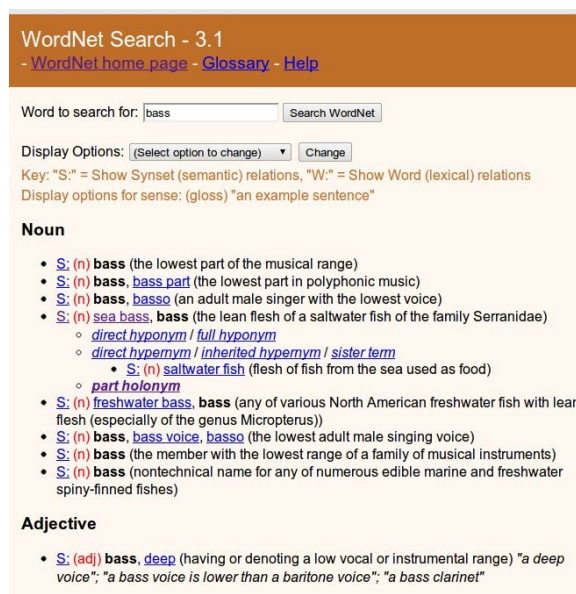 WordNet Search - 3.1
- WordNet home page - Glossary - Help
Word to search for: bass Search WordNet
Display Options: (Select option to change) Change
Key: "S:" = Show Synset (semantic) relations, "W:" = Show Word (lexical) relations
Display options for sense: (gloss) "an example sentence"
Noun
• S: (n) bass (the lowest part of the musical range)
• S: (n) bass, bass part (the lowest part in polyphonic music)
• S: (n) bass, basso (an adult male singer with the lowest voice)
• S: (n) sea bass, bass (the lean flesh of a saltwater fish of the family Serranidae)
○ direct hyponym / full hyponym
○ direct hypernym / inherited hypernym / sister term
• S: (n) saltwater fish (flesh of fish from the sea used as food)
○ part holonym
• S: (n) freshwater bass, bass (any of various North American freshwater fish with lean
flesh (especially of the genus Micropterus))
• S: (n) bass, bass voice, basso (the lowest adult male singing voice)
• S: (n) bass (the member with the lowest range of a family of musical instruments)
• S: (n) bass (nontechnical name for any of numerous edible marine and freshwater
spiny-finned fishes)
Adjective
• S: (adj) bass, deep (having or denoting a low vocal or instrumental range) "a deep
voice"; "a bass voice is lower than a baritone voice"; "a bass clarinet"